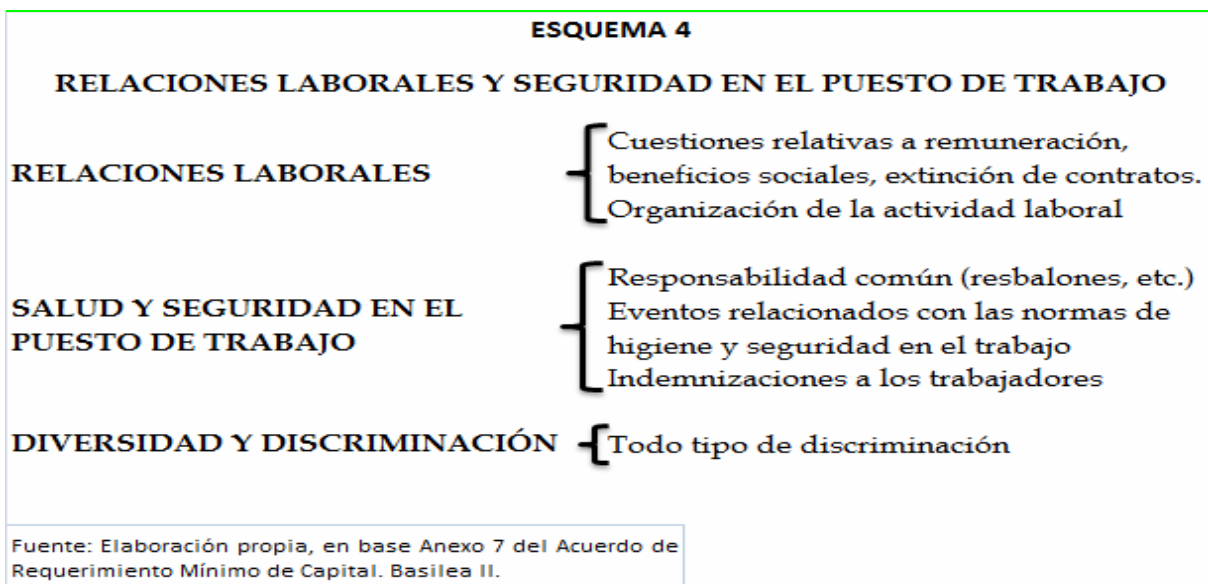 ESQUEMA 4
RELACIONES LABORALES Y SEGURIDAD EN EL PUESTO DE TRABAJO
RELACIONES LABORALES
Cuestiones relativas a remuneración,
beneficios sociales, extinción de contratos.
Organización de la actividad laboral
SALUD Y SEGURIDAD EN EL
PUESTO DE TRABAJO
Responsabilidad común (resbalones, etc.)
Eventos relacionados con las normas de
higiene y seguridad en el trabajo
Indemnizaciones a los trabajadores
DIVERSIDAD Y DISCRIMINACIÓN
Todo tipo de discriminación
Fuente: Elaboración propia, en base Anexo 7 del Acuerdo de
Requerimiento Mínimo de Capital. Basilea II.